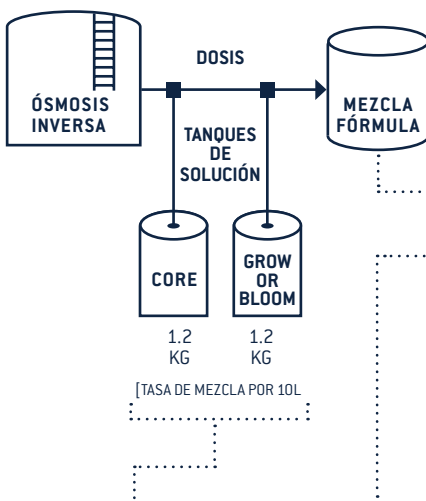 DOSIS
ÓSMOSIS
INVERSA
MEZCLA
FÓRMULA
TANQUES
DE
SOLUCIÓN
CORE
GROW
OR
BLOOM
1.2
KG
1.2
KG
[TASA DE MEZCLA POR 10L